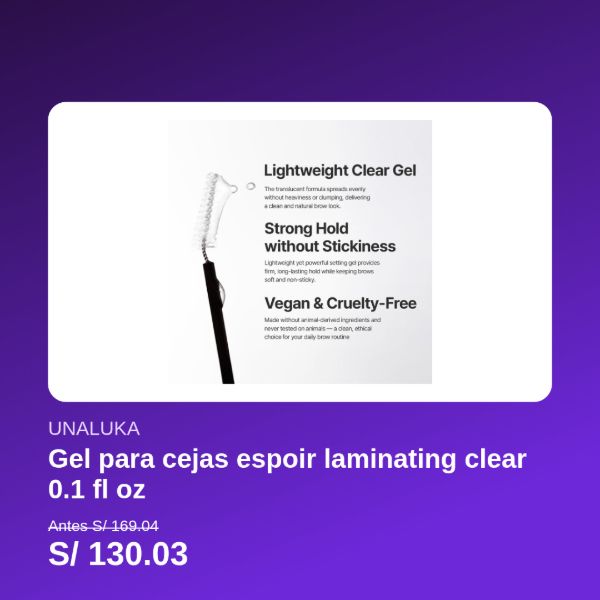 Lightweight Clear Gel
The translucent formula spreads evenly
without heaviness or clumping, delivering
a clean and natural brow look.
Strong Hold
without Stickiness
Lightweight yet powerful setting gel provides
firm, long-lasting hold while keeping brows
soft and non-sticky.
Vegan & Cruelty-Free
Made without animal-derived ingredients and
never tested on animals — a clean, ethical
choice for your daily brow routine
UNALUKA
Gel para cejas espoir laminating clear
0.1 fl oz
Antes S/ 169.04
S/ 130.03